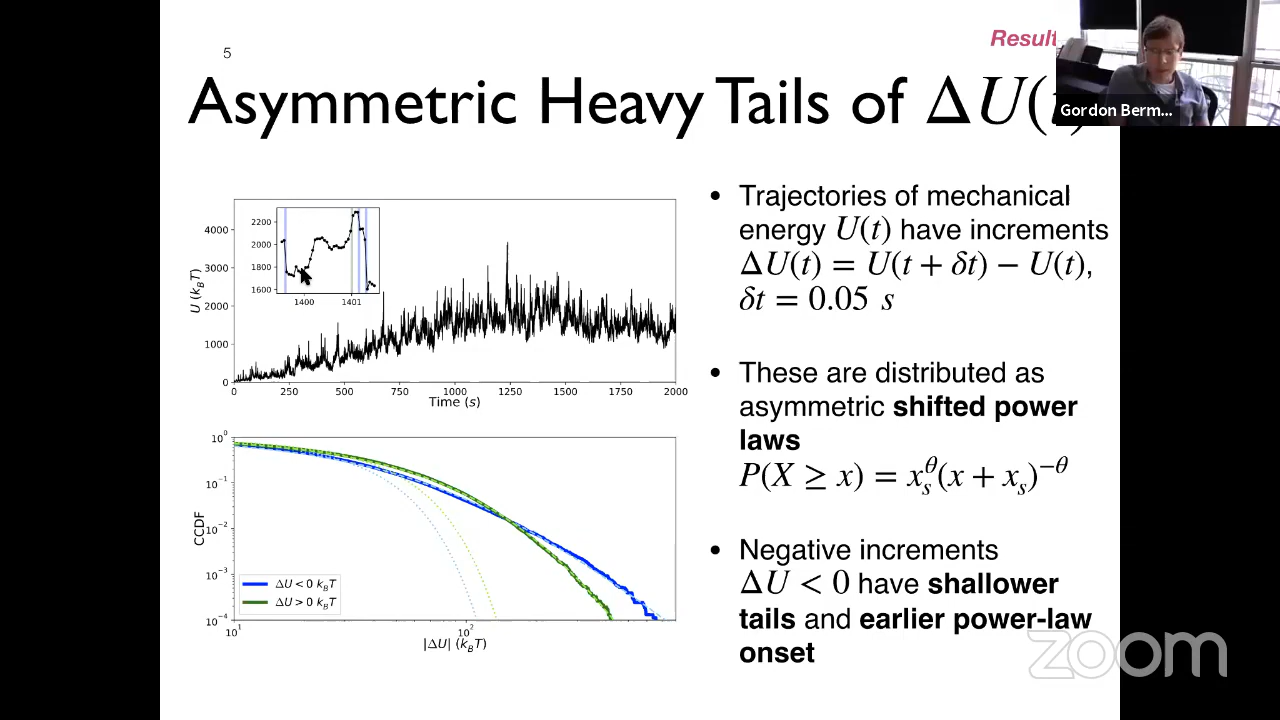 5
Result
Asymmetric Heavy Tails of ΔU(t)
Gordon Berm...
Trajectories of mechanical
energy U(t) have increments
ΔU(t) = U(t + δt) − U(t),
δt = 0.05 s
These are distributed as
asymmetric shifted power
laws
P(X ≥ x) = x_s^θ(x + x_s)^−θ
Negative increments
ΔU < 0 have shallower
tails and earlier power-law
onset
U (k_BT)
4000
3000
2000
1000
0
2200
2000
1800
1600
1400 1401
0 250 500 750 1000 1250 1500 1750 2000
Time (s)
CCDF
10^0
10^−1
10^−2
10^−3
10^−4
ΔU < 0 k_BT
ΔU > 0 k_BT
10^1 10^2
|ΔU| (k_BT)
zoom